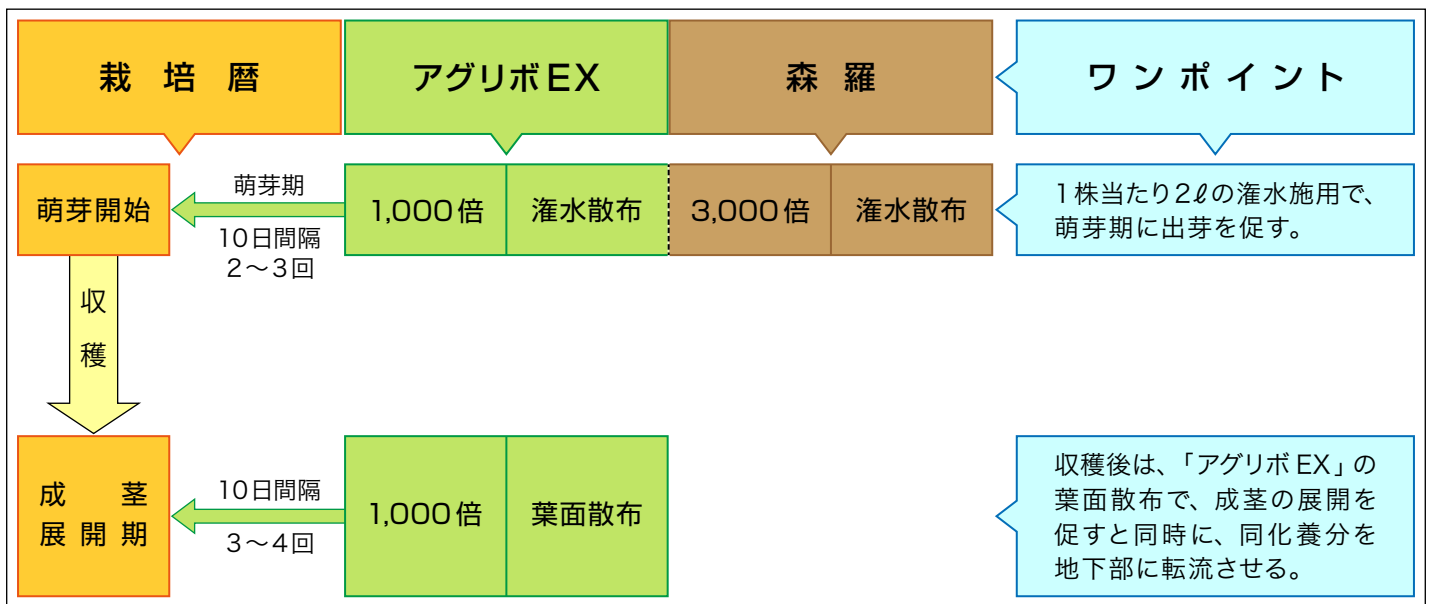 栽培暦
アグリボEX
森羅
ワンポイント
萌芽開始
萌芽期
10日間隔
2～3回
1,000倍
潅水散布
3,000倍
潅水散布
1株当たり2ℓの潅水施用で、
萌芽期に出芽を促す。
収
穫
成茎
展開期
10日間隔
3～4回
1,000倍
葉面散布
収穫後は、「アグリボEX」の
葉面散布で、成茎の展開を
促すと同時に、同化養分を
地下部に転流させる。